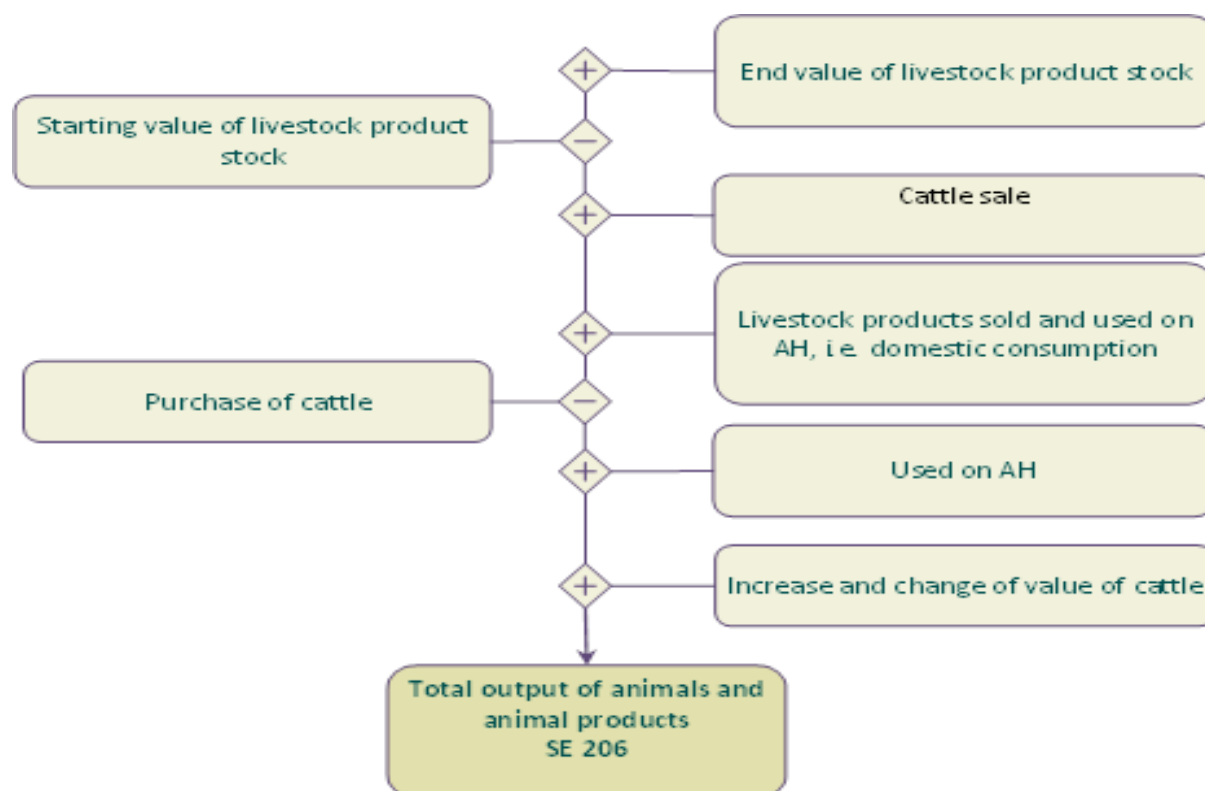 End value of livestock product stock
Starting value of livestock product
stock
Cattle sale
Livestock products sold and used on
AH, i.e. domestic consumption
Purchase of cattle
Used on AH
Increase and change of value of cattle
Total output of animals and
animal products
SE 206